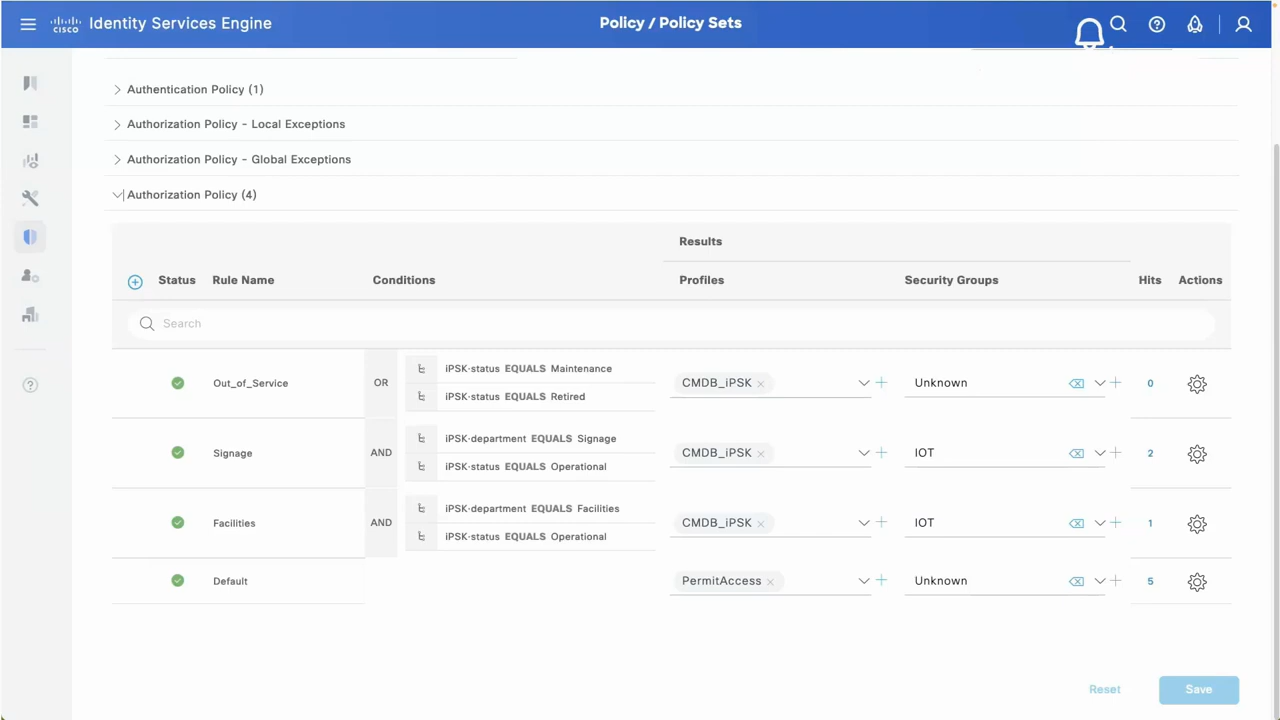 CISCO Identity Services Engine
Policy / Policy Sets
Authentication Policy (1)
Authorization Policy - Local Exceptions
Authorization Policy - Global Exceptions
Authorization Policy (4)
Results
Status Rule Name Conditions Profiles Security Groups Hits Actions
Search
Out_of_Service OR CMDB_iPSK Unknown 0
iPSK-status EQUALS Maintenance
iPSK-status EQUALS Retired
Signage AND CMDB_iPSK IOT 2
iPSK-department EQUALS Signage
iPSK-status EQUALS Operational
Facilities AND CMDB_iPSK IOT 1
iPSK-department EQUALS Facilities
iPSK-status EQUALS Operational
Default PermitAccess Unknown 5
Reset Save